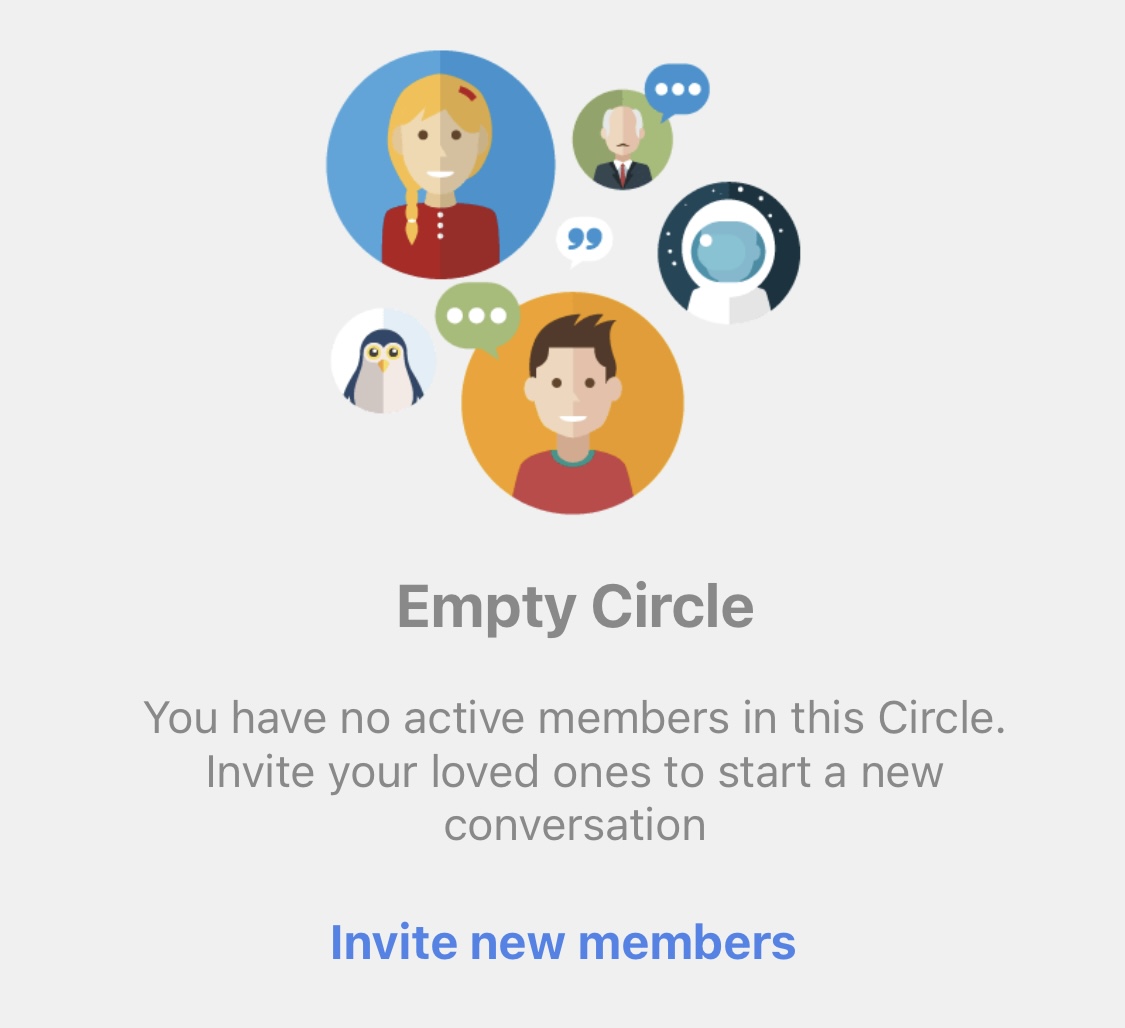 Empty Circle
You have no active members in this Circle.
Invite your loved ones to start a new
conversation
Invite new members